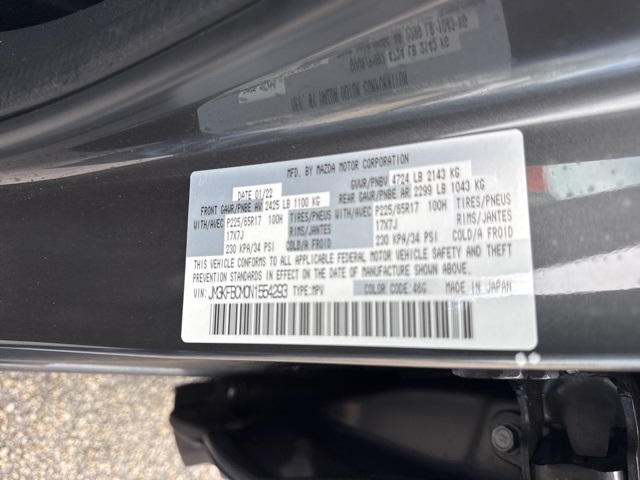 MFD. BY MAZDA MOTOR CORPORATION
DATE 01/22 GVWR/PNBV 4724 LB 2143 KG
FRONT GAWR/PNBE AV 2425 LB 1100 KG REAR GAWR/PNBE AR 2299 LB 1043 KG
WITH/AVEC P225/65R17 100H TIRES/PNEUS WITH/AVEC P225/65R17 100H TIRES/PNEUS
17X7J RIMS/JANTES 17X7J RIMS/JANTES
230 KPA/34 PSI COLD/A FROID 230 KPA/34 PSI COLD/A FROID
THIS VEHICLE CONFORMS TO ALL APPLICABLE FEDERAL MOTOR VEHICLE SAFETY AND THEFT
PREVENTION STANDARDS IN EFFECT ON THE DATE OF MANUFACTURE SHOWN ABOVE.
VIN: JM3KFBCM0N1554293 TYPE:MPV COLOR CODE: 46G MADE IN JAPAN